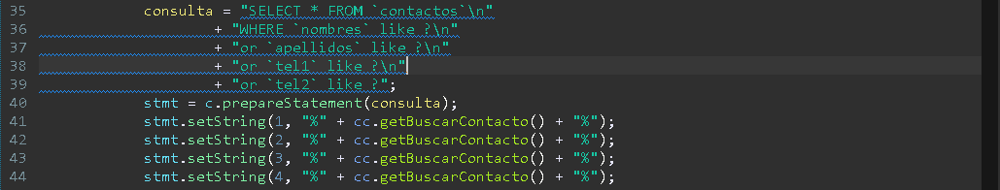 35 consulta = "SELECT * FROM `contactos`\n"
36 + "WHERE `nombres` like ?\n"
37 + "or `apellidos` like ?\n"
38 + "or `tel1` like ?\n"
39 + "or `tel2` like ?";
40 stmt = c.prepareStatement(consulta);
41 stmt.setString(1, "%" + cc.getBuscarContacto() + "%");
42 stmt.setString(2, "%" + cc.getBuscarContacto() + "%");
43 stmt.setString(3, "%" + cc.getBuscarContacto() + "%");
44 stmt.setString(4, "%" + cc.getBuscarContacto() + "%");